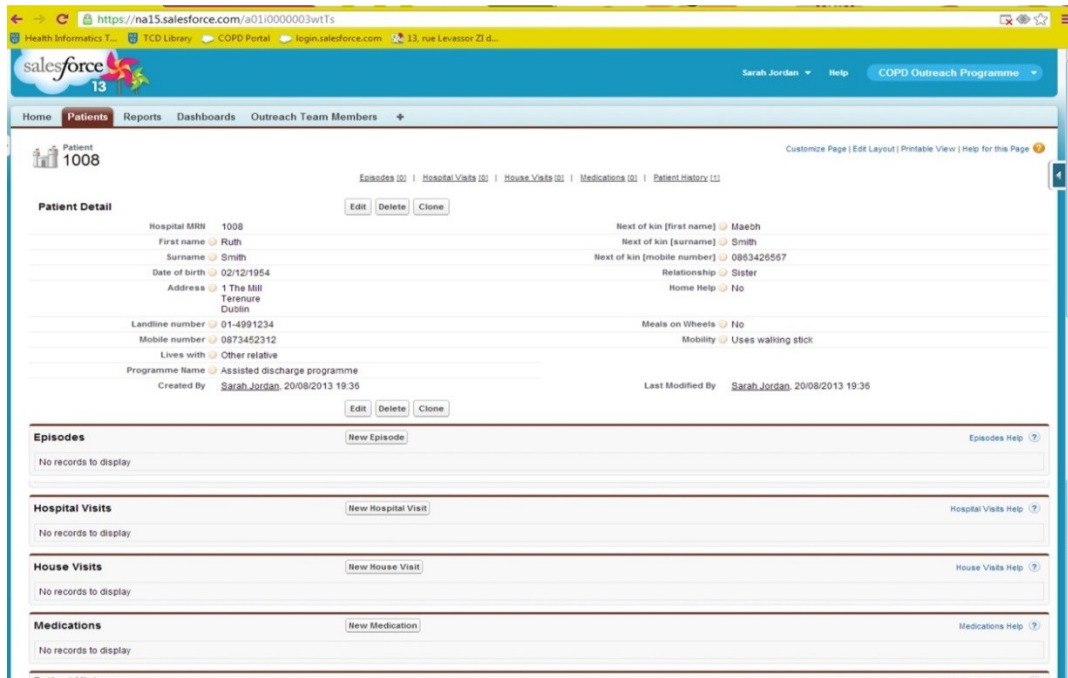 https://na15.salesforce.com/a01i0000003wtTs
Health Informatics T... TCD Library COPD Portal login.salesforce.com 13, rue Levassor ZI d...
salesforce
13
Sarah Jordan Help COPD Outreach Programme
Home Patients Reports Dashboards Outreach Team Members +
Patient
1008
Customize Page | Edit Layout | Printable View | Help for this Page
Episodes [0] | Hospital Visits [0] | House Visits [0] | Medications [0] | Patient History [1]
Patient Detail Edit Delete Clone
Hospital MRN 1008 Next of kin [first name] Maebh
First name Ruth Next of kin [surname] Smith
Surname Smith Next of kin [mobile number] 0863426567
Date of birth 02/12/1954 Relationship Sister
Address 1 The Mill Home Help No
Terenure
Dublin
Landline number 01-4991234 Meals on Wheels No
Mobile number 0873452312 Mobility Uses walking stick
Lives with Other relative
Programme Name Assisted discharge programme
Created By Sarah Jordan, 20/08/2013 19:36 Last Modified By Sarah Jordan, 20/08/2013 19:36
Edit Delete Clone
Episodes New Episode Episodes Help ?
No records to display
Hospital Visits New Hospital Visit Hospital Visits Help ?
No records to display
House Visits New House Visit House Visits Help ?
No records to display
Medications New Medication Medications Help ?
No records to display